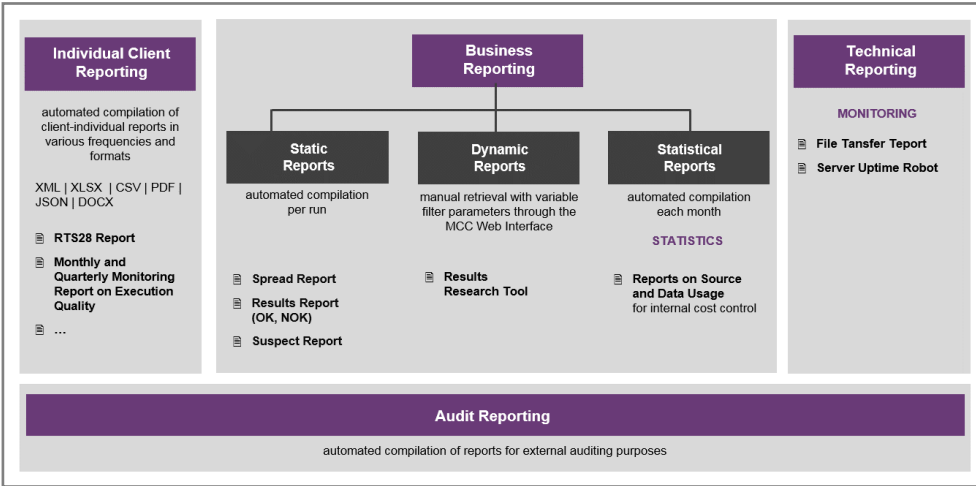 Individual Client
Reporting
automated compilation of
client-individual reports in
various frequencies and
formats
XML | XLSX | CSV | PDF |
JSON | DOCX
RTS28 Report
Monthly and
Quarterly Monitoring
Report on Execution
Quality
...
Business
Reporting
Static
Reports
automated compilation
per run
Spread Report
Results Report
(OK, NOK)
Suspect Report
Dynamic
Reports
manual retrieval with variable
filter parameters through the
MCC Web Interface
Results
Research Tool
Statistical
Reports
automated compilation
each month
STATISTICS
Reports on Source
and Data Usage
for internal cost control
Technical
Reporting
MONITORING
File Tansfer Teport
Server Uptime Robot
Audit Reporting
automated compilation of reports for external auditing purposes